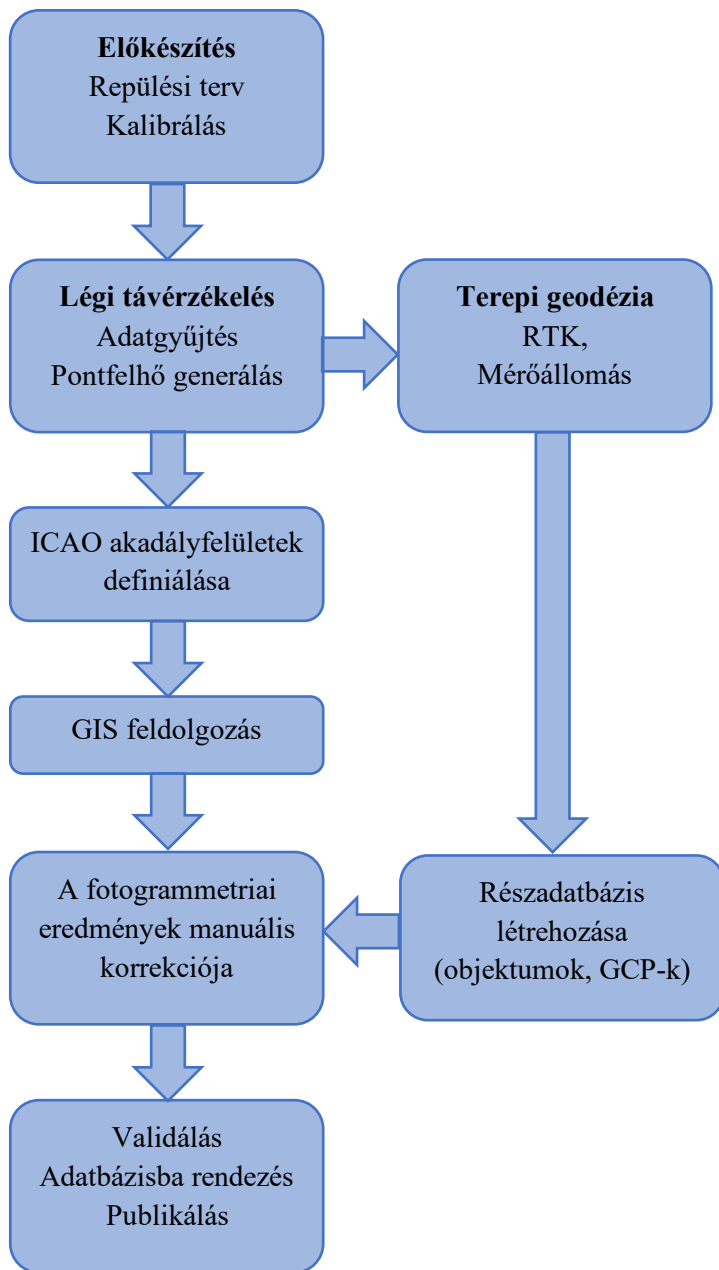 Előkészítés
Repülési terv
Kalibrálás
Légi távérzékelés
Adatgyűjtés
Pontfelhő generálás
Terepi geodézia
RTK,
Mérőállomás
ICAO akadályfelületek
definiálása
GIS feldolgozás
A fotogrammetriai
eredmények manuális
korrekciója
Részadatbázis
létrehozása
(objektumok, GCP-k)
Validálás
Adatbázisba rendezés
Publikálás